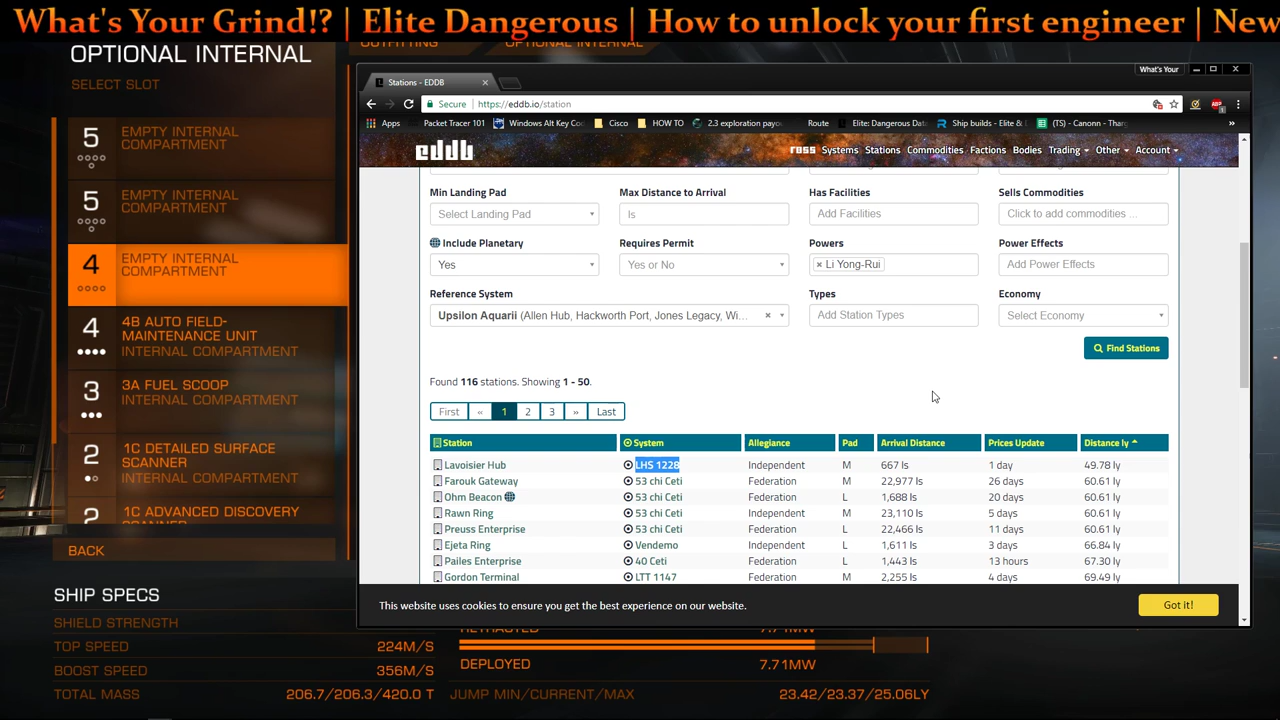 What's Your Grind!? | Elite Dangerous | How to unlock your first engineer | New
OPTIONAL INTERNAL
SELECT SLOT
OUTFITTING
OPTIONAL INTERNAL
5 EMPTY INTERNAL
COMPARTMENT
5 EMPTY INTERNAL
COMPARTMENT
4 EMPTY INTERNAL
COMPARTMENT
4 4B AUTO FIELD-
MAINTENANCE UNIT
INTERNAL COMPARTMENT
3 3A FUEL SCOOP
INTERNAL COMPARTMENT
2 1C DETAILED SURFACE
SCANNER
INTERNAL COMPARTMENT
2 1C ADVANCED DISCOVERY
SCANNER
BACK
SHIP SPECS
SHIELD STRENGTH
TOP SPEED 224M/S
BOOST SPEED 356M/S
TOTAL MASS 206.7/206.3/420.0 T
RETRACTED 7.71MW
DEPLOYED 7.71MW
JUMP MIN/CURRENT/MAX 23.42/23.37/25.06LY
Stations - EDDB
What's Your
Secure https://eddb.io/station
Apps Packet Tracer 101 Windows Alt Key Cod Cisco HOW TO 2.3 exploration payou Route Elite: Dangerous Data Ship builds - Elite & D (TS) - Canonn - Tharg »
eddb ross Systems Stations Commodities Factions Bodies Trading Other Account
Min Landing Pad Max Distance to Arrival Has Facilities Sells Commodities
Select Landing Pad ls Add Facilities Click to add commodities ...
Include Planetary Requires Permit Powers Power Effects
Yes Yes or No × Li Yong-Rui Add Power Effects
Reference System Types Economy
Upsilon Aquarii (Allen Hub, Hackworth Port, Jones Legacy, Wi... × Add Station Types Select Economy
Find Stations
Found 116 stations. Showing 1 - 50.
First « 1 2 3 » Last
Station System Allegiance Pad Arrival Distance Prices Update Distance ly
Lavoisier Hub LHS 1228 Independent M 667 ls 1 day 49.78 ly
Farouk Gateway 53 chi Ceti Federation M 22,977 ls 26 days 60.61 ly
Ohm Beacon 53 chi Ceti Federation L 1,688 ls 20 days 60.61 ly
Rawn Ring 53 chi Ceti Independent M 23,110 ls 5 days 60.61 ly
Preuss Enterprise 53 chi Ceti Federation L 22,466 ls 11 days 60.61 ly
Ejeta Ring Vendemo Independent L 1,611 ls 3 days 66.84 ly
Pailes Enterprise 40 Ceti Federation L 1,443 ls 13 hours 67.30 ly
Gordon Terminal LTT 1147 Federation M 2,255 ls 4 days 69.49 ly
This website uses cookies to ensure you get the best experience on our website.
Got it!